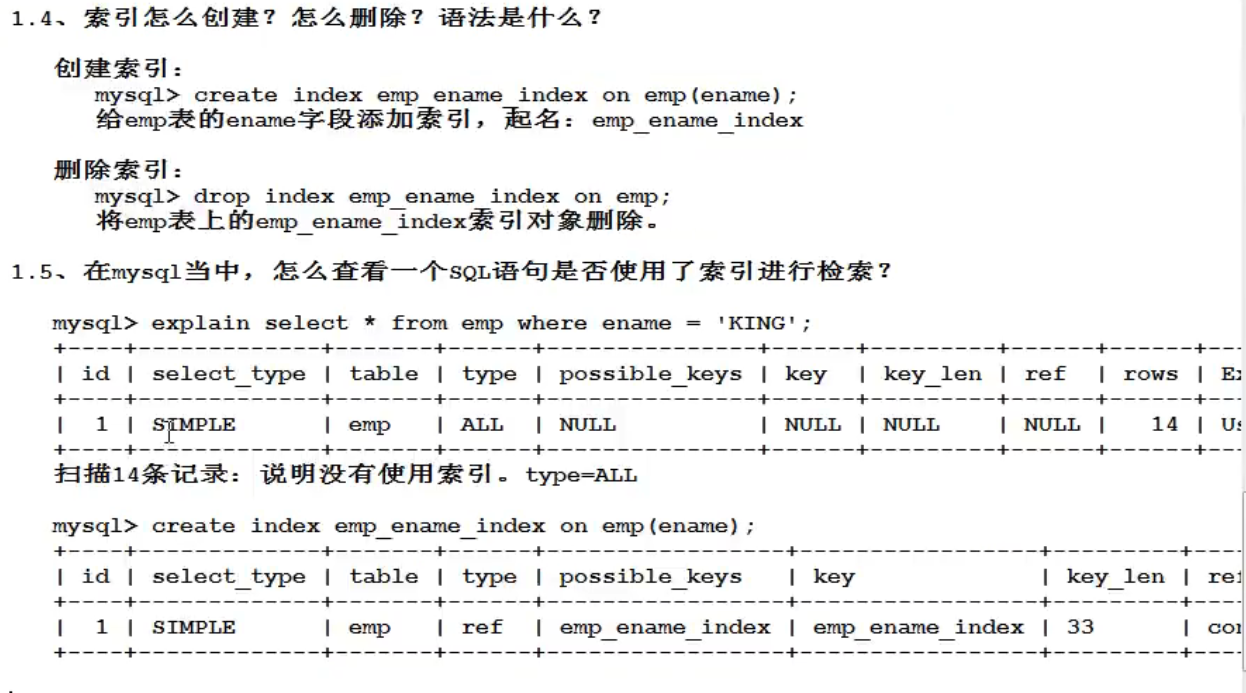 1.4、索引怎么创建？怎么删除？语法是什么？
创建索引：
mysql> create index emp_ename_index on emp(ename);
给emp表的ename字段添加索引，起名：emp_ename_index
删除索引：
mysql> drop index emp_ename_index on emp;
将emp表上的emp_ename_index索引对象删除。
1.5、在mysql当中，怎么查看一个SQL语句是否使用了索引进行检索？
mysql> explain select * from emp where ename = 'KING';
+----+-------------+-------+------+---------------+------+---------+------+------+---
| id | select_type | table | type | possible_keys | key | key_len | ref | rows | Ex
+----+-------------+-------+------+---------------+------+---------+------+------+---
| 1 | SIMPLE | emp | ALL | NULL | NULL | NULL | NULL | 14 | Us
+----+-------------+-------+------+---------------+------+---------+------+------+---
扫描14条记录：说明没有使用索引。type=ALL
mysql> create index emp_ename_index on emp(ename);
+----+-------------+-------+------+-----------------+-----------------+---------+----
| id | select_type | table | type | possible_keys | key | key_len | ref
+----+-------------+-------+------+-----------------+-----------------+---------+----
| 1 | SIMPLE | emp | ref | emp_ename_index | emp_ename_index | 33 | con
+----+-------------+-------+------+-----------------+-----------------+---------+----